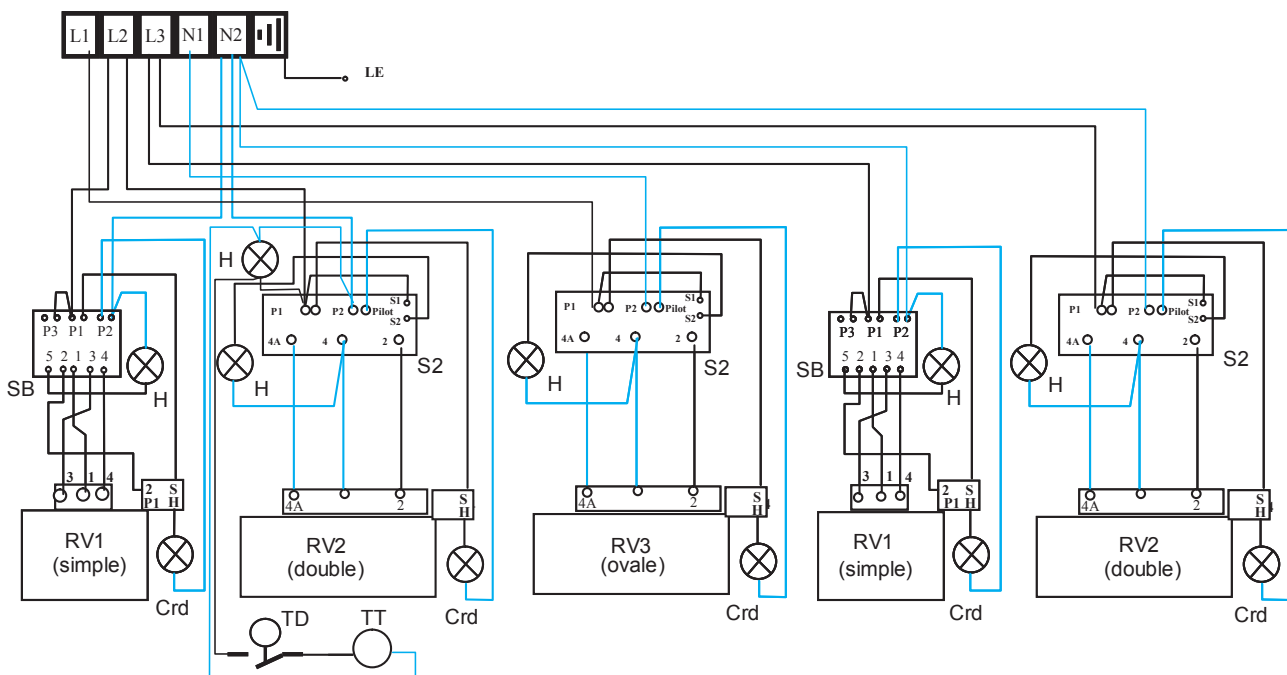 L1 L2 L3 N1 N2
LE
H
P3 P1 P2
5 2 1 3 4
SB
H
3 1 4
2 S
P1 H
RV1
(simple)
Crd
P1 P2 Pilot S1
S2
4A 4 2
H
S2
4A 2
S
H
RV2
(double)
Crd
TD TT
P1 P2 Pilot S1
S2
4A 4 2
H
S2
4A 2
S
H
RV3
(ovale)
Crd
P3 P1 P2
5 2 1 3 4
SB
H
3 1 4
2 S
P1 H
RV1
(simple)
Crd
P1 P2 Pilot S1
S2
4A 4 2
H
S2
4A 2
S
H
RV2
(double)
Crd